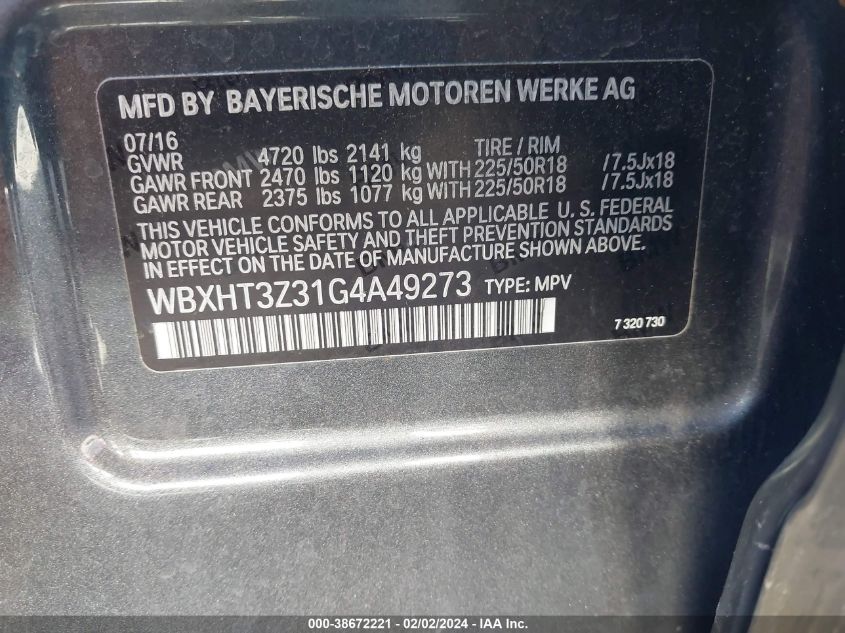 MFD BY BAYERISCHE MOTOREN WERKE AG
07/16 TIRE / RIM
GVWR 4720 lbs 2141 kg
GAWR FRONT 2470 lbs 1120 kg WITH 225/50R18 /7.5Jx18
GAWR REAR 2375 lbs 1077 kg WITH 225/50R18 /7.5Jx18
THIS VEHICLE CONFORMS TO ALL APPLICABLE U. S. FEDERAL
MOTOR VEHICLE SAFETY AND THEFT PREVENTION STANDARDS
IN EFFECT ON THE DATE OF MANUFACTURE SHOWN ABOVE.
WBXHT3Z31G4A49273 TYPE: MPV
7 320 730
000-38672221 - 02/02/2024 - IAA Inc.